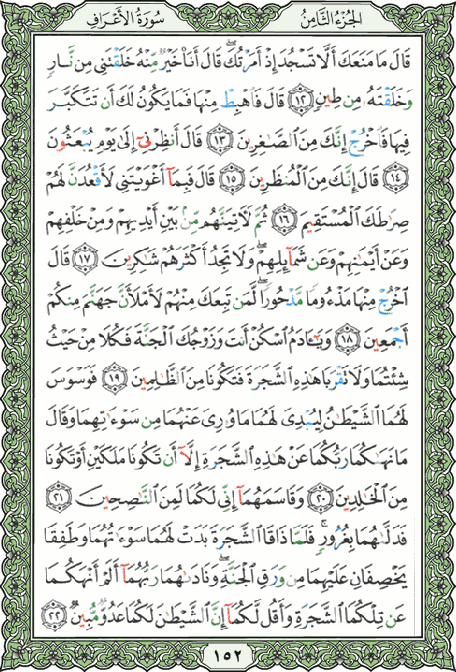 الجُزْءُ الثَّامِنُ سُورَةُ الأَعْرَافِ
قَالَ مَا مَنَعَكَ أَلَّا تَسْجُدَ إِذْ أَمَرْتُكَ ۖ قَالَ أَنَا۠ خَيْرٌ مِّنْهُ خَلَقْتَنِى مِن نَّارٍ
وَخَلَقْتَهُۥ مِن طِينٍ ١٢ قَالَ فَٱهْبِطْ مِنْهَا فَمَا يَكُونُ لَكَ أَن تَتَكَبَّرَ
فِيهَا فَٱخْرُجْ إِنَّكَ مِنَ ٱلصَّٰغِرِينَ ١٣ قَالَ أَنظِرْنِىٓ إِلَىٰ يَوْمِ يُبْعَثُونَ
١٤ قَالَ إِنَّكَ مِنَ ٱلْمُنظَرِينَ ١٥ قَالَ فَبِمَآ أَغْوَيْتَنِى لَأَقْعُدَنَّ لَهُمْ
صِرَٰطَكَ ٱلْمُسْتَقِيمَ ١٦ ثُمَّ لَءَاتِيَنَّهُم مِّنۢ بَيْنِ أَيْدِيهِمْ وَمِنْ خَلْفِهِمْ
وَعَنْ أَيْمَٰنِهِمْ وَعَن شَمَآئِلِهِمْ ۖ وَلَا تَجِدُ أَكْثَرَهُمْ شَٰكِرِينَ ١٧ قَالَ
ٱخْرُجْ مِنْهَا مَذْءُومًا مَّدْحُورًا ۖ لَّمَن تَبِعَكَ مِنْهُمْ لَأَمْلَأَنَّ جَهَنَّمَ مِنكُمْ
أَجْمَعِينَ ١٨ وَيَٰٓـَٔادَمُ ٱسْكُنْ أَنتَ وَزَوْجُكَ ٱلْجَنَّةَ فَكُلَا مِنْ حَيْثُ
شِئْتُمَا وَلَا تَقْرَبَا هَٰذِهِ ٱلشَّجَرَةَ فَتَكُونَا مِنَ ٱلظَّٰلِمِينَ ١٩ فَوَسْوَسَ
لَهُمَا ٱلشَّيْطَٰنُ لِيُبْدِىَ لَهُمَا مَا وُۥرِىَ عَنْهُمَا مِن سَوْءَٰتِهِمَا وَقَالَ
مَا نَهَىٰكُمَا رَبُّكُمَا عَنْ هَٰذِهِ ٱلشَّجَرَةِ إِلَّآ أَن تَكُونَا مَلَكَيْنِ أَوْ تَكُونَا
مِنَ ٱلْخَٰلِدِينَ ٢٠ وَقَاسَمَهُمَآ إِنِّى لَكُمَا لَمِنَ ٱلنَّٰصِحِينَ ٢١
فَدَلَّىٰهُمَا بِغُرُورٍ ۚ فَلَمَّا ذَاقَا ٱلشَّجَرَةَ بَدَتْ لَهُمَا سَوْءَٰتُهُمَا وَطَفِقَا
يَخْصِفَانِ عَلَيْهِمَا مِن وَرَقِ ٱلْجَنَّةِ ۖ وَنَادَىٰهُمَا رَبُّهُمَآ أَلَمْ أَنْهَكُمَا
عَن تِلْكُمَا ٱلشَّجَرَةِ وَأَقُل لَّكُمَآ إِنَّ ٱلشَّيْطَٰنَ لَكُمَا عَدُوٌّ مُّبِينٌ ٢٢
١٥٢